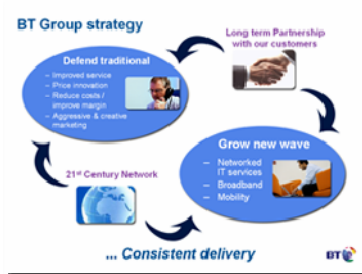 BT Group strategy
Long term Partnership
with our customers
Defend traditional
– Improved service
– Price innovation
– Reduce costs /
improve margin
– Aggressive & creative
marketing
Grow new wave
– Networked
IT services
– Broadband
– Mobility
21st Century Network
... Consistent delivery
BT